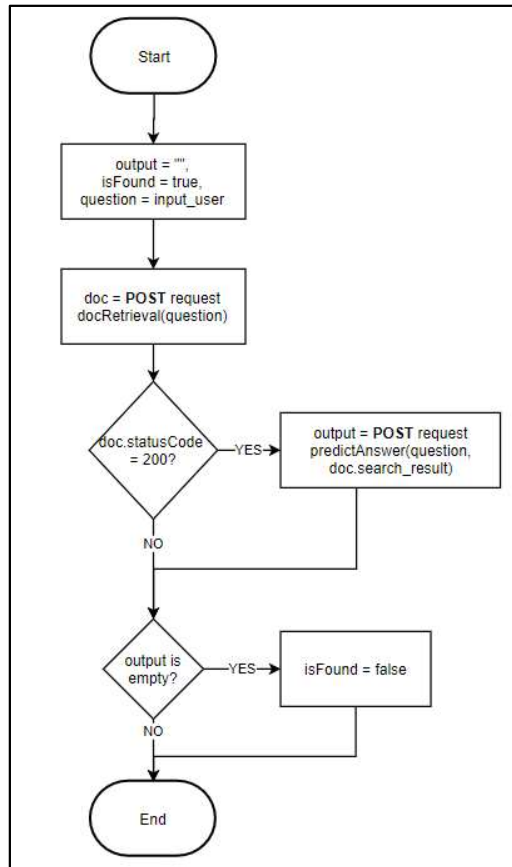 Start
output = "",
isFound = true,
question = input_user
doc = POST request
docRetrieval(question)
doc.statusCode
= 200?
YES
output = POST request
predictAnswer(question,
doc.search_result)
NO
output is
empty?
YES
isFound = false
NO
End